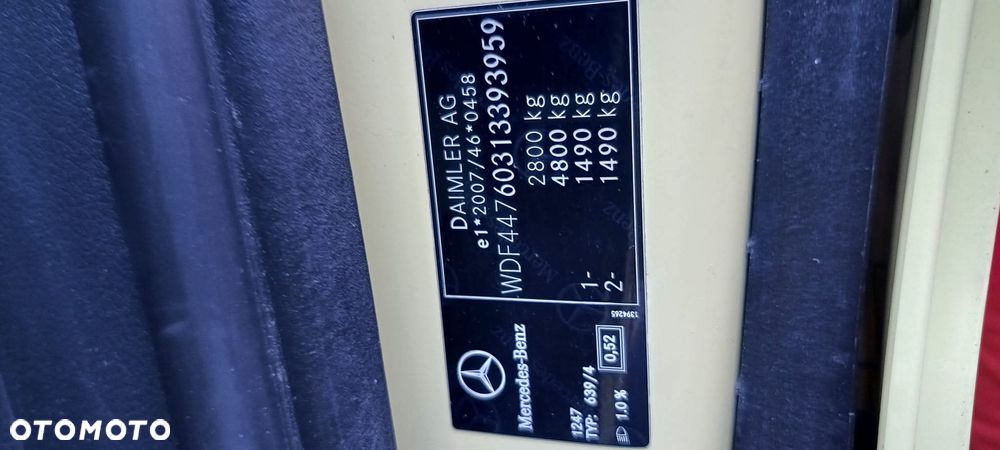 DAIMLER AG
e1*2007/46*0458
WDF44760313393959
2800 kg
4800 kg
1- 1490 kg
2- 1490 kg
1394265
Mercedes-Benz
1247
TYP: 639/4
1.0 %
0,52
OTOMOTO